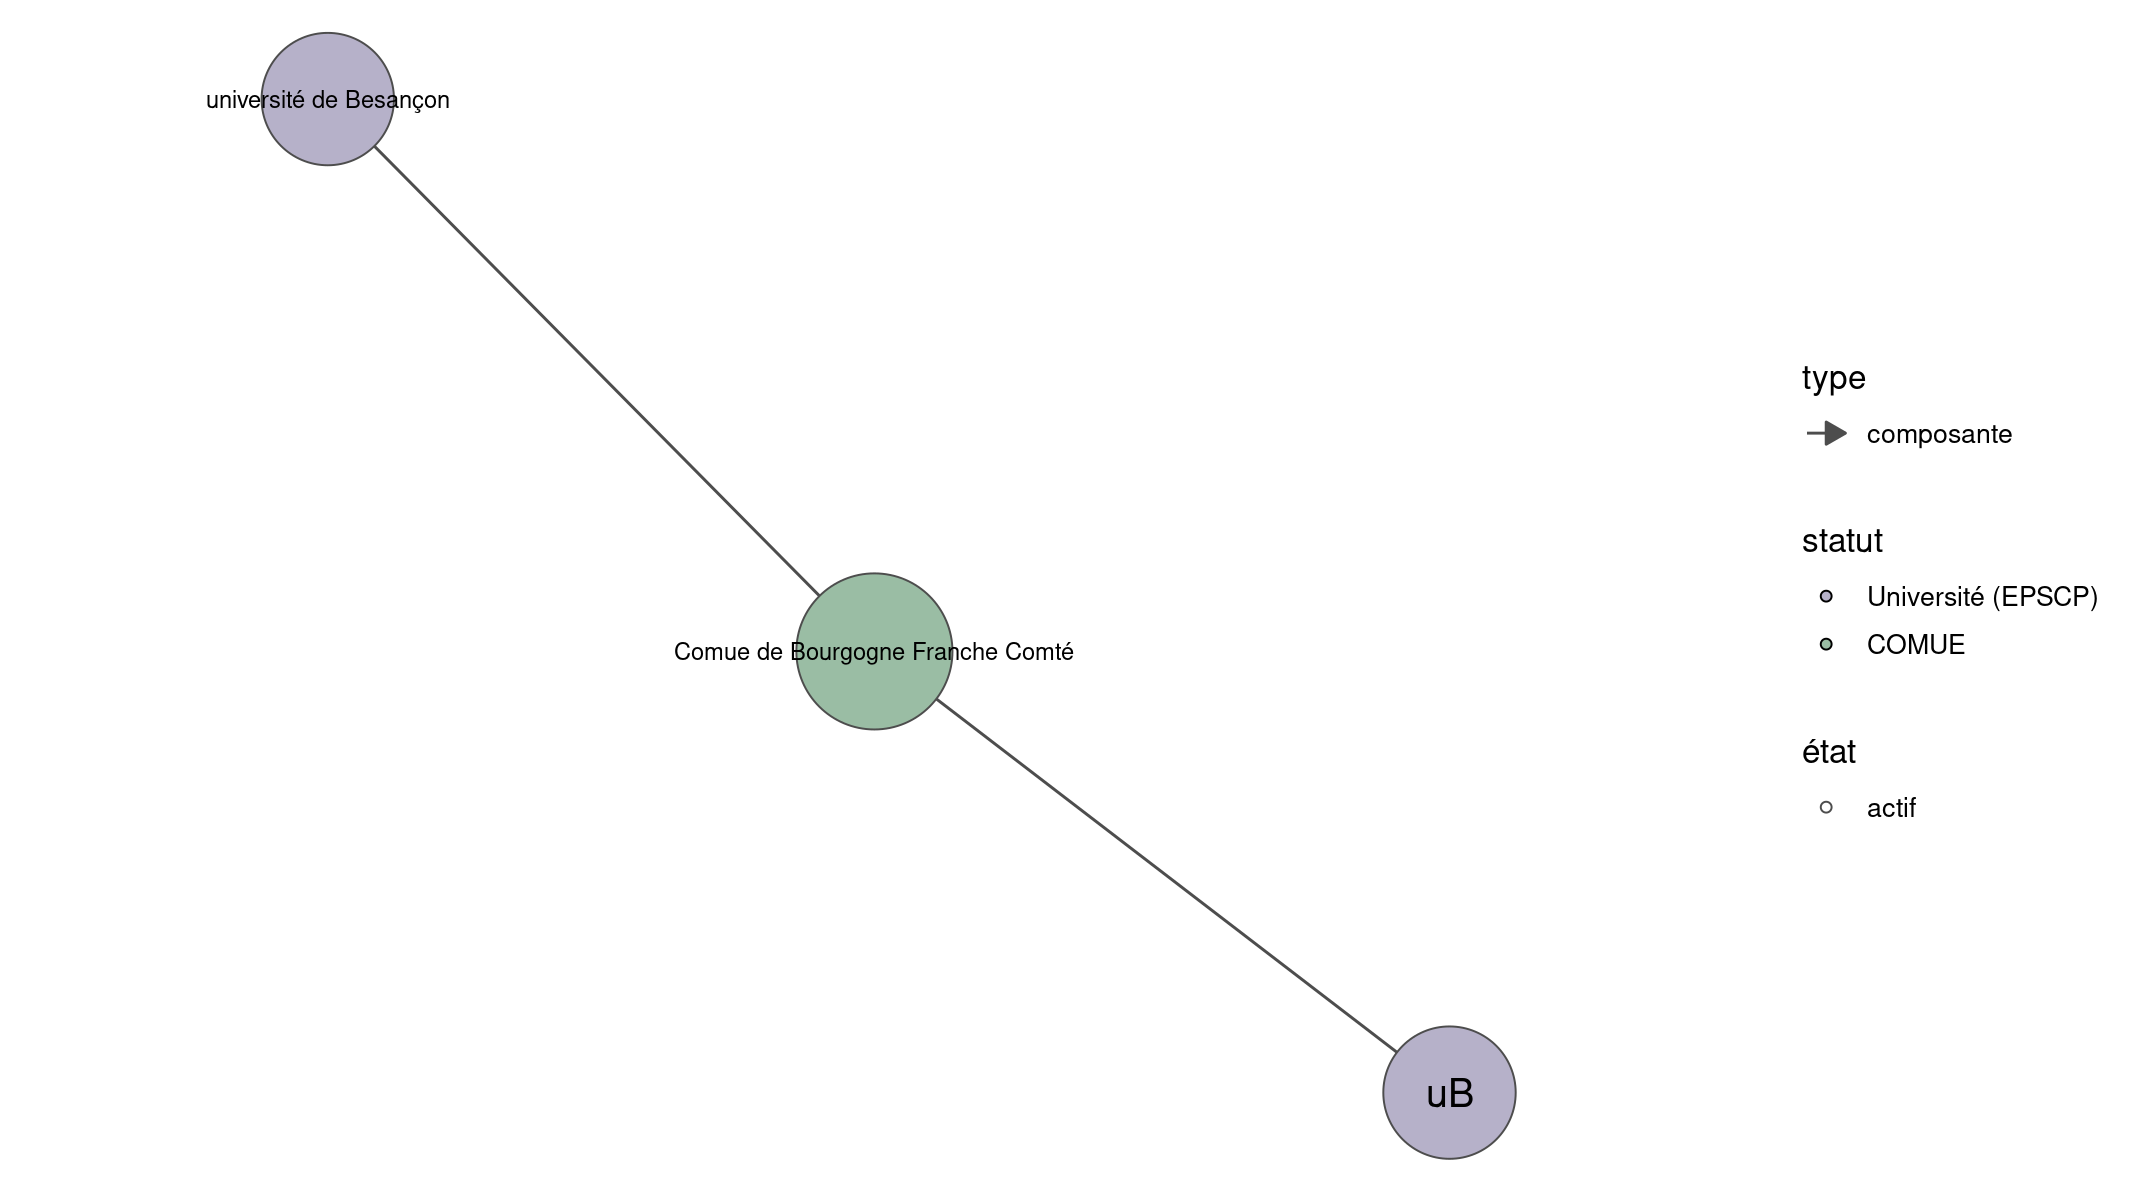 université de Besançon
Comue de Bourgogne Franche Comté
uB
type
composante
statut
Université (EPSCP)
COMUE
état
actif